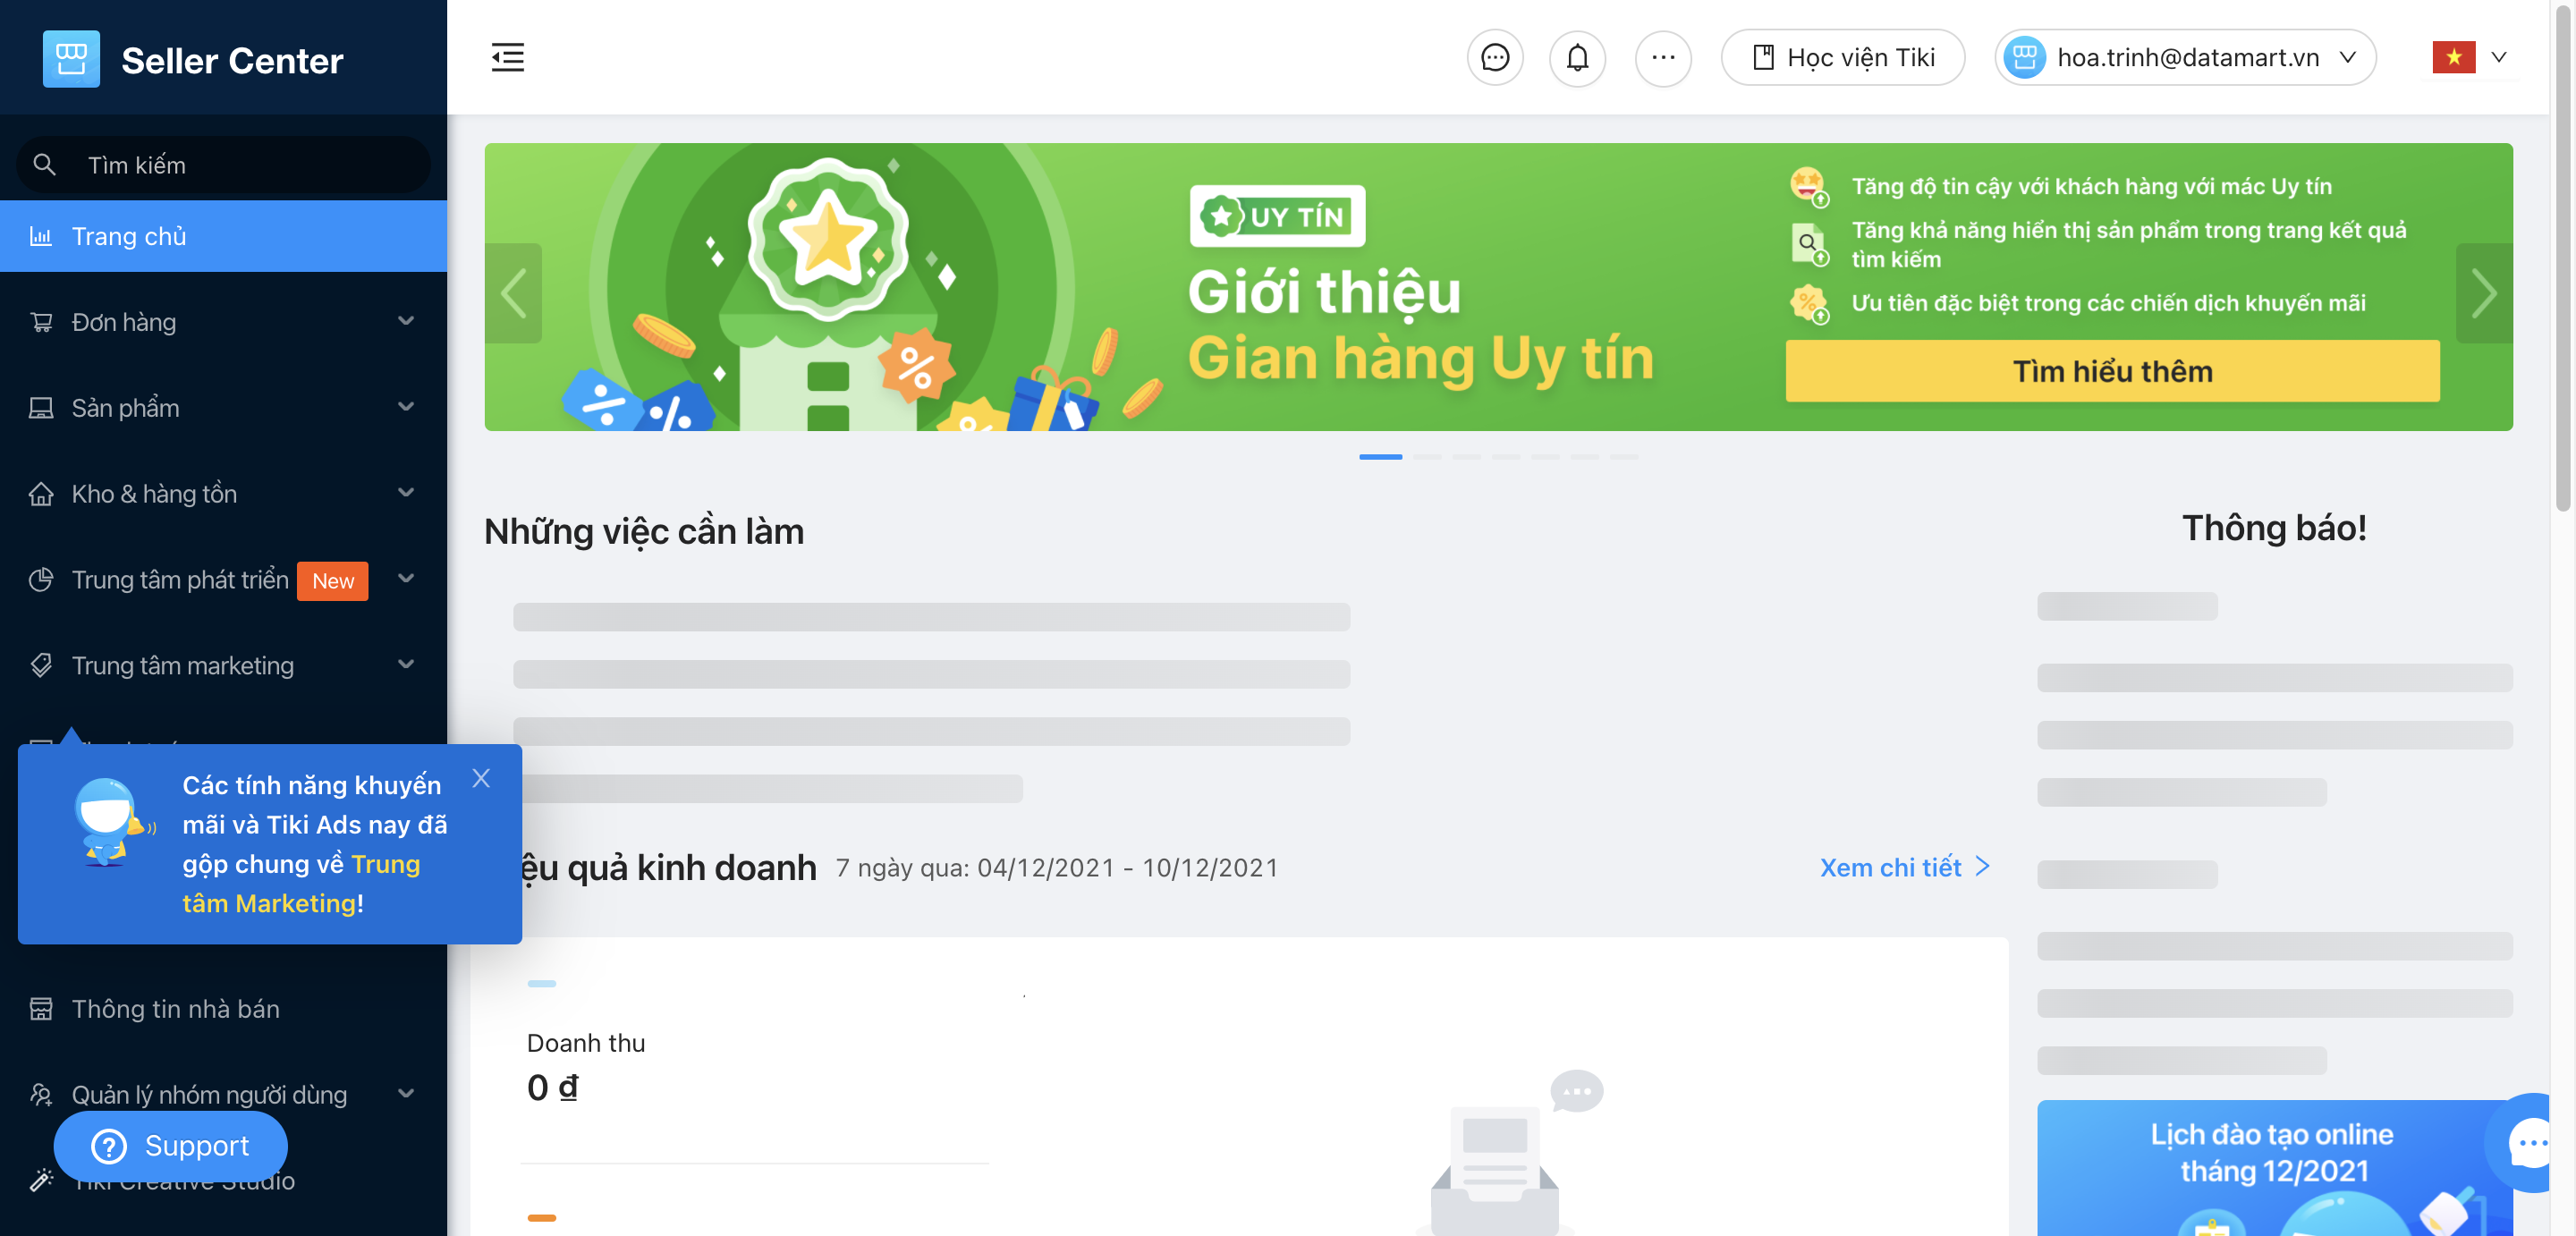 Seller Center
Học viện Tiki
hoa.trinh@datamart.vn
Tìm kiếm
Trang chủ
Đơn hàng
Sản phẩm
Kho & hàng tồn
Trung tâm phát triển New
Trung tâm marketing
Các tính năng khuyến
mãi và Tiki Ads nay đã
gộp chung về Trung
tâm Marketing!
Thông tin nhà bán
Quản lý nhóm người dùng
Support
Tiki Creative Studio
UY TÍN
Giới thiệu
Gian hàng Uy tín
Tăng độ tin cậy với khách hàng với mác Uy tín
Tăng khả năng hiển thị sản phẩm trong trang kết quả
tìm kiếm
Ưu tiên đặc biệt trong các chiến dịch khuyến mãi
Tìm hiểu thêm
Những việc cần làm
quả kinh doanh 7 ngày qua: 04/12/2021 - 10/12/2021
Xem chi tiết
Doanh thu
0 ₫
Thông báo!
Lịch đào tạo online
tháng 12/2021